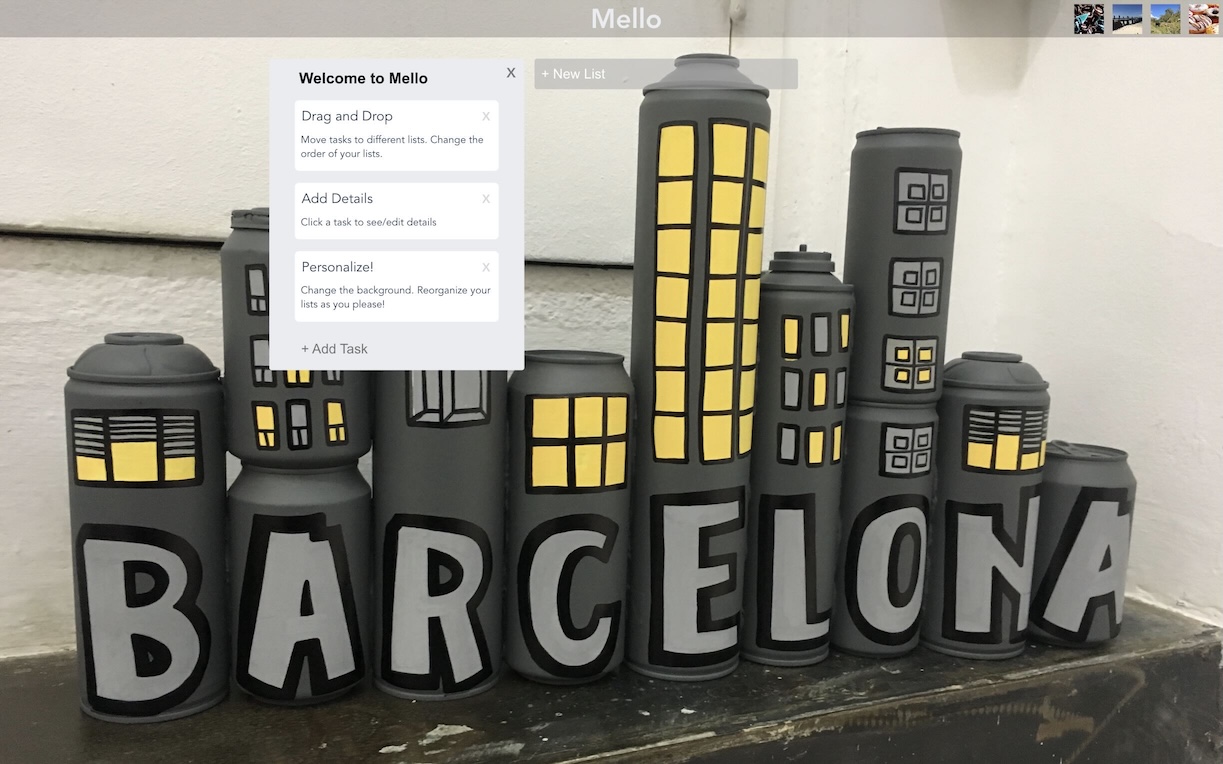 Mello
Welcome to Mello
X
+ New List
Drag and Drop
X
Move tasks to different lists. Change the
order of your lists.
Add Details
X
Click a task to see/edit details
Personalize!
X
Change the background. Reorganize your
lists as you please!
+ Add Task
BARCELONA